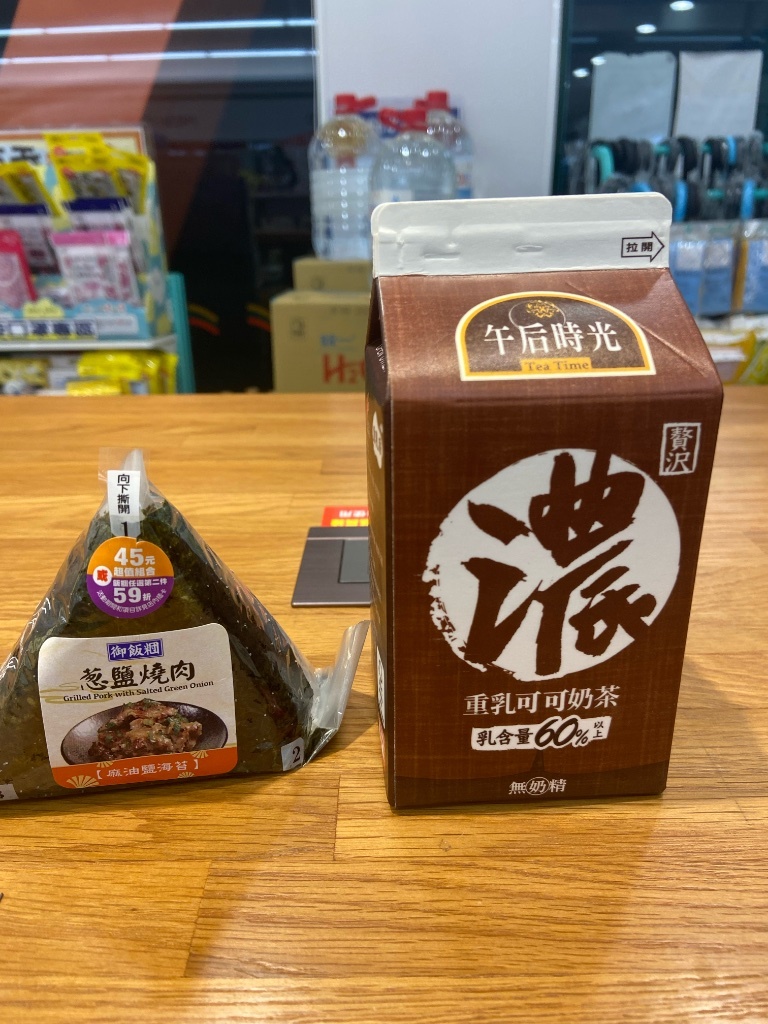 拉開
午后時光
Tea Time
贅沢
濃
重乳可可奶茶
乳含量60%以上
無奶精
向下撕開
1
45元
超值組合
或
59折
御飯糰
葱鹽燒肉
Grilled Pork with Salted Green Onion
【麻油鹽海苔】
2